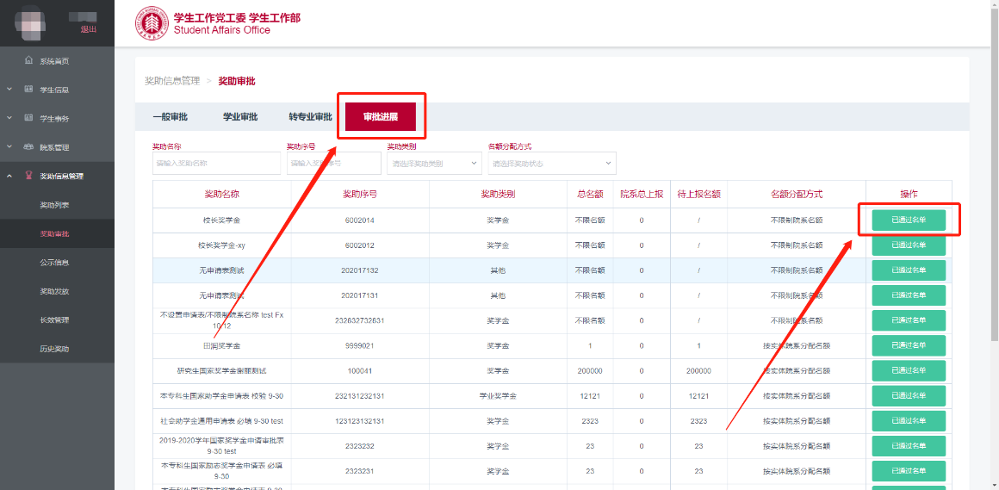 退出
学生工作党工委 学生工作部
Student Affairs Office
系统首页
学生信息
学生事务
院系管理
奖助信息管理
奖助列表
奖助审批
公示信息
奖助发放
长效管理
历史奖助
奖助信息管理 > 奖助审批
一般审批 学业审批 转专业审批 审批进展
奖助名称 奖助序号 奖助类别 名额分配方式
请输入奖助名称 请输入奖助序号 请选择奖助类别 请选择奖助状态
奖助名称 奖助序号 奖助类别 总名额 院系总上报 待上报名额 名额分配方式 操作
校长奖学金 6002014 奖学金 不限名额 0 / 不限制院系名额 已通过名单
校长奖学金-xy 6002012 奖学金 不限名额 0 / 不限制院系名额 已通过名单
无申请表测试 202017132 其他 不限名额 0 / 不限制院系名额 已通过名单
无申请表测试 202017131 其他 不限名额 0 / 不限制院系名额 已通过名单
不设置申请表/不限制院系名称 test Fx
10-12 232832732831 奖学金 不限名额 0 / 不限制院系名额 已通过名单
田润奖学金 9999021 奖学金 1 0 1 按实体院系分配名额 已通过名单
研究生国家奖学金谢丽测试 100041 奖学金 200000 0 200000 按实体院系分配名额 已通过名单
本专科生国家助学金申请表 校验 9-30 232131232131 学业奖学金 12121 0 12121 按实体院系分配名额 已通过名单
社会助学金通用申请表 必填 9-30 test 123123132131 奖学金 2323 0 2323 按实体院系分配名额 已通过名单
2019-2020学年国家奖学金申请审批表
9-30 test 2323232 奖学金 23 0 23 按实体院系分配名额 已通过名单
本专科生国家励志奖学金申请表 必填
9-30 2323231 奖学金 23 0 23 按实体院系分配名额 已通过名单